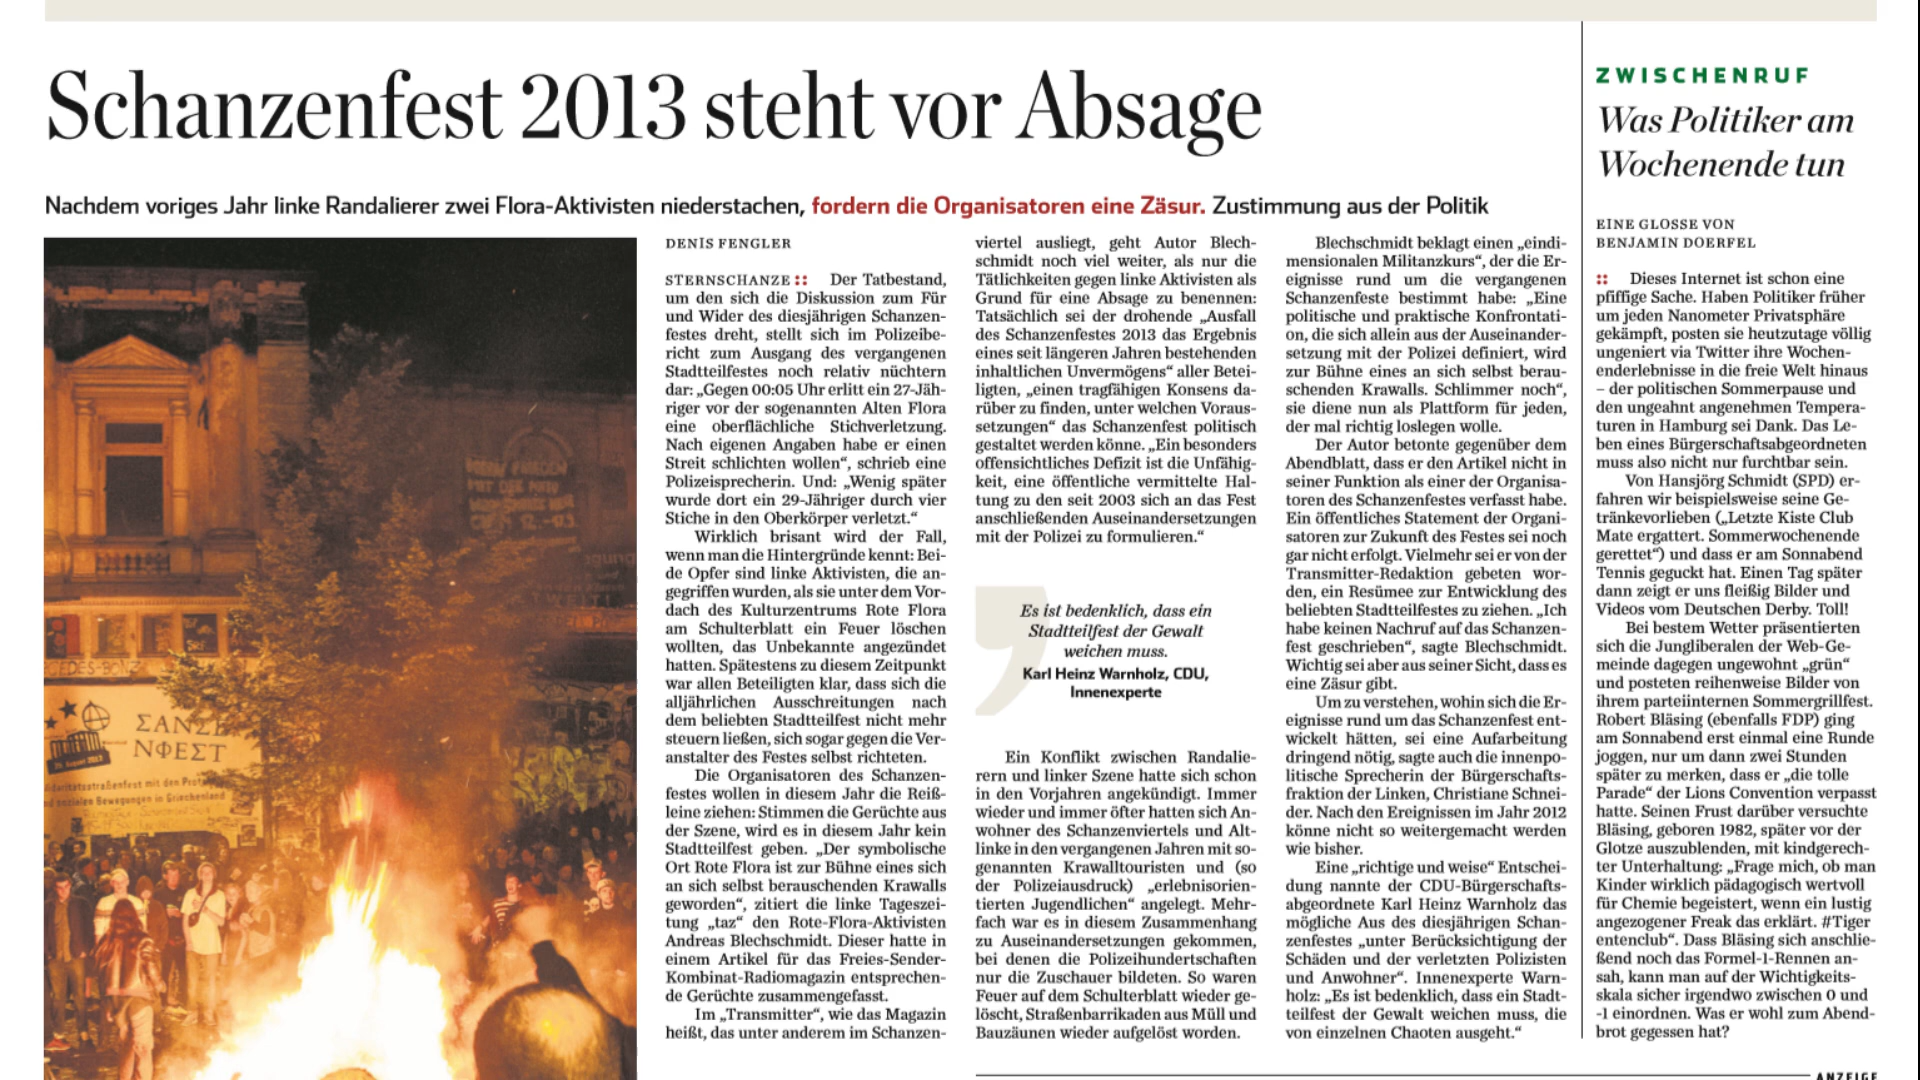 Schanzenfest 2013 steht vor Absage
Nachdem voriges Jahr linke Randalierer zwei Flora-Aktivisten niederstachen, fordern die Organisatoren eine Zäsur. Zustimmung aus der Politik
ΣΑΝΣ
ΝΦΕΣΤ
DENIS FENGLER
STERNSCHANZE :: Der Tatbestand,
um den sich die Diskussion zum Für
und Wider des diesjährigen Schanzen-
festes dreht, stellt sich im Polizeibe-
richt zum Ausgang des vergangenen
Stadtteilfestes noch relativ nüchtern
dar: „Gegen 00:05 Uhr erlitt ein 27-Jäh-
riger vor der sogenannten Alten Flora
eine oberflächliche Stichverletzung.
Nach eigenen Angaben habe er einen
Streit schlichten wollen“, schrieb eine
Polizeisprecherin. Und: „Wenig später
wurde dort ein 29-Jähriger durch vier
Stiche in den Oberkörper verletzt.“
Wirklich brisant wird der Fall,
wenn man die Hintergründe kennt: Bei-
de Opfer sind linke Aktivisten, die an-
gegriffen wurden, als sie unter dem Vor-
dach des Kulturzentrums Rote Flora
am Schulterblatt ein Feuer löschen
wollten, das Unbekannte angezündet
hatten. Spätestens zu diesem Zeitpunkt
war allen Beteiligten klar, dass sich die
alljährlichen Ausschreitungen nach
dem beliebten Stadtteilfest nicht mehr
steuern ließen, sich sogar gegen die Ver-
anstalter des Festes selbst richteten.
Die Organisatoren des Schanzen-
festes wollen in diesem Jahr die Reiß-
leine ziehen: Stimmen die Gerüchte aus
der Szene, wird es in diesem Jahr kein
Stadtteilfest geben. „Der symbolische
Ort Rote Flora ist zur Bühne eines sich
an sich selbst berauschenden Krawalls
geworden“, zitiert die linke Tageszei-
tung „taz“ den Rote-Flora-Aktivisten
Andreas Blechschmidt. Dieser hatte in
einem Artikel für das Freies-Sender-
Kombinat-Radiomagazin entsprechen-
de Gerüchte zusammengefasst.
Im „Transmitter“, wie das Magazin
heißt, das unter anderem im Schanzen-
viertel ausliegt, geht Autor Blech-
schmidt noch viel weiter, als nur die
Tätlichkeiten gegen linke Aktivisten als
Grund für eine Absage zu benennen:
Tatsächlich sei der drohende „Ausfall
des Schanzenfestes 2013 das Ergebnis
eines seit längeren Jahren bestehenden
inhaltlichen Unvermögens“ aller Betei-
ligten, „einen tragfähigen Konsens da-
rüber zu finden, unter welchen Voraus-
setzungen“ das Schanzenfest politisch
gestaltet werden könne. „Ein besonders
offensichtliches Defizit ist die Unfähig-
keit, eine öffentliche vermittelte Hal-
tung zu den seit 2003 sich an das Fest
anschließenden Auseinandersetzungen
mit der Polizei zu formulieren.“
Es ist bedenklich, dass ein
Stadtteilfest der Gewalt
weichen muss.
Karl Heinz Warnholz, CDU,
Innenexperte
Ein Konflikt zwischen Randalie-
rern und linker Szene hatte sich schon
in den Vorjahren angekündigt. Immer
wieder und immer öfter hatten sich An-
wohner des Schanzenviertels und Alt-
linke in den vergangenen Jahren mit so-
genannten Krawalltouristen und (so
der Polizeiausdruck) „erlebnisorien-
tierten Jugendlichen“ angelegt. Mehr-
fach war es in diesem Zusammenhang
zu Auseinandersetzungen gekommen,
bei denen die Polizeihundertschaften
nur die Zuschauer bildeten. So waren
Feuer auf dem Schulterblatt wieder ge-
löscht, Straßenbarrikaden aus Müll und
Bauzäunen wieder aufgelöst worden.
Blechschmidt beklagt einen „eindi-
mensionalen Militanzkurs“, der die Er-
eignisse rund um die vergangenen
Schanzenfeste bestimmt habe: „Eine
politische und praktische Konfrontati-
on, die sich allein aus der Auseinander-
setzung mit der Polizei definiert, wird
zur Bühne eines an sich selbst berau-
schenden Krawalls. Schlimmer noch“,
sie diene nun als Plattform für jeden,
der mal richtig loslegen wolle.
Der Autor betonte gegenüber dem
Abendblatt, dass er den Artikel nicht in
seiner Funktion als einer der Organisa-
toren des Schanzenfestes verfasst habe.
Ein öffentliches Statement der Organi-
satoren zur Zukunft des Festes sei noch
gar nicht erfolgt. Vielmehr sei er von der
Transmitter-Redaktion gebeten wor-
den, ein Resümee zur Entwicklung des
beliebten Stadtteilfestes zu ziehen. „Ich
habe keinen Nachruf auf das Schanzen-
fest geschrieben“, sagte Blechschmidt.
Wichtig sei aber aus seiner Sicht, dass es
eine Zäsur gibt.
Um zu verstehen, wohin sich die Er-
eignisse rund um das Schanzenfest ent-
wickelt hätten, sei eine Aufarbeitung
dringend nötig, sagte auch die innenpo-
litische Sprecherin der Bürgerschafts-
fraktion der Linken, Christiane Schnei-
der. Nach den Ereignissen im Jahr 2012
könne nicht so weitergemacht werden
wie bisher.
Eine „richtige und weise“ Entschei-
dung nannte der CDU-Bürgerschafts-
abgeordnete Karl Heinz Warnholz das
mögliche Aus des diesjährigen Schan-
zenfestes „unter Berücksichtigung der
Schäden und der verletzten Polizisten
und Anwohner“. Innenexperte Warn-
holz: „Es ist bedenklich, dass ein Stadt-
teilfest der Gewalt weichen muss, die
von einzelnen Chaoten ausgeht.“
ZWISCHENRUF
Was Politiker am
Wochenende tun
EINE GLOSSE VON
BENJAMIN DOERFEL
:: Dieses Internet ist schon eine
pfiffige Sache. Haben Politiker früher
um jeden Nanometer Privatsphäre
gekämpft, posten sie heutzutage völlig
ungeniert via Twitter ihre Wochen-
enderlebnisse in die freie Welt hinaus
– der politischen Sommerpause und
den ungeahnt angenehmen Tempera-
turen in Hamburg sei Dank. Das Le-
ben eines Bürgerschaftsabgeordneten
muss also nicht nur furchtbar sein.
Von Hansjörg Schmidt (SPD) er-
fahren wir beispielsweise seine Ge-
tränkevorlieben („Letzte Kiste Club
Mate ergattert. Sommerwochenende
gerettet“) und dass er am Sonnabend
Tennis geguckt hat. Einen Tag später
dann zeigt er uns fleißig Bilder und
Videos vom Deutschen Derby. Toll!
Bei bestem Wetter präsentierten
sich die Jungliberalen der Web-Ge-
meinde dagegen ungewohnt „grün“
und posteten reihenweise Bilder von
ihrem parteiinternen Sommergrillfest.
Robert Bläsing (ebenfalls FDP) ging
am Sonnabend erst einmal eine Runde
joggen, nur um dann zwei Stunden
später zu merken, dass er „die tolle
Parade“ der Lions Convention verpasst
hatte. Seinen Frust darüber versuchte
Bläsing, geboren 1982, später vor der
Glotze auszublenden, mit kindgerech-
ter Unterhaltung: „Frage mich, ob man
Kinder wirklich pädagogisch wertvoll
für Chemie begeistert, wenn ein lustig
angezogener Freak das erklärt. #Tiger
entenclub“. Dass Bläsing sich anschlie-
ßend noch das Formel-1-Rennen an-
sah, kann man auf der Wichtigkeits-
skala sicher irgendwo zwischen 0 und
-1 einordnen. Was er wohl zum Abend-
brot gegessen hat?
ANZEIGE